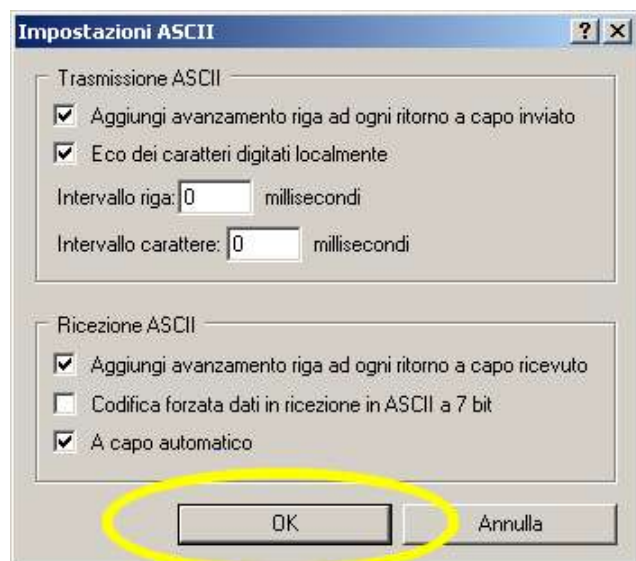 Impostazioni ASCII
Trasmissione ASCII
Aggiungi avanzamento riga ad ogni ritorno a capo inviato
Eco dei caratteri digitati localmente
Intervallo riga: 0 millisecondi
Intervallo carattere: 0 millisecondi
Ricezione ASCII
Aggiungi avanzamento riga ad ogni ritorno a capo ricevuto
Codifica forzata dati in ricezione in ASCII a 7 bit
A capo automatico
OK Annulla